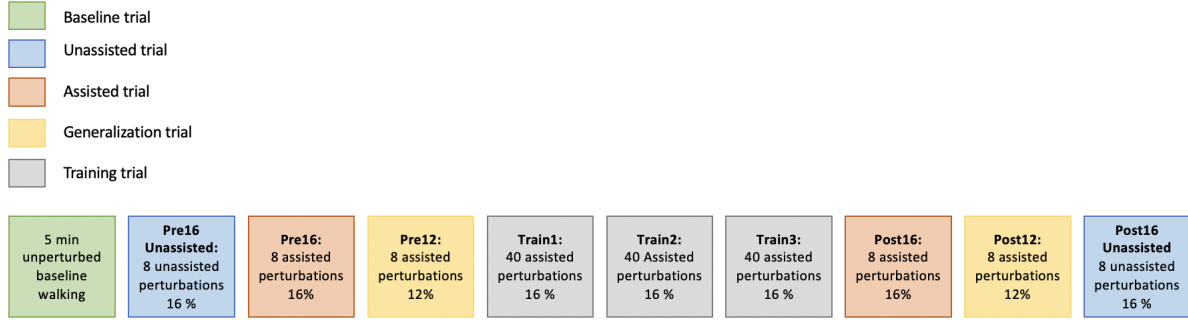 Baseline trial
Unassisted trial
Assisted trial
Generalization trial
Training trial
5 min
unperturbed
baseline
walking
Pre16
Unassisted:
8 unassisted
perturbations
16 %
Pre16:
8 assisted
perturbations
16%
Pre12:
8 assisted
perturbations
12%
Train1:
40 assisted
perturbations
16 %
Train2:
40 Assisted
perturbations
16 %
Train3:
40 assisted
perturbations
16 %
Post16:
8 assisted
perturbations
16%
Post12:
8 assisted
perturbations
12%
Post16
Unassisted
8 unassisted
perturbations
16 %